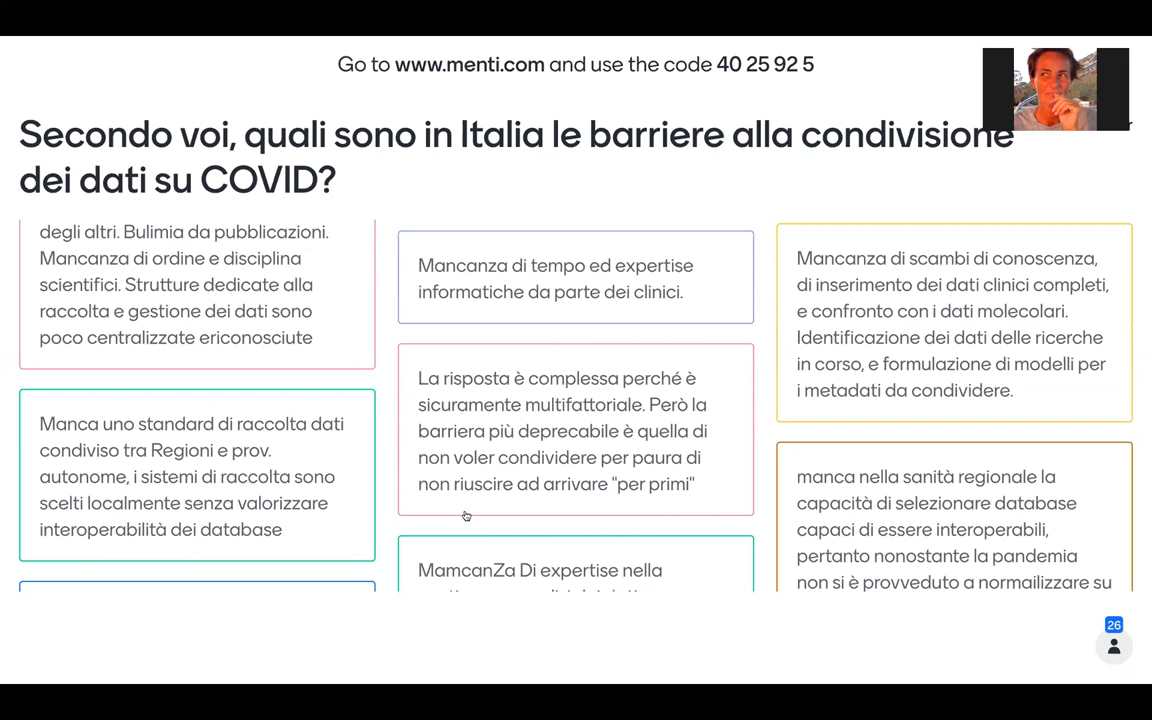 Go to www.menti.com and use the code 40 25 92 5
Secondo voi, quali sono in Italia le barriere alla condivisione
dei dati su COVID?
degli altri. Bulimia da pubblicazioni.
Mancanza di ordine e disciplina
scientifici. Strutture dedicate alla
raccolta e gestione dei dati sono
poco centralizzate ericonosciute
Manca uno standard di raccolta dati
condiviso tra Regioni e prov.
autonome, i sistemi di raccolta sono
scelti localmente senza valorizzare
interoperabilità dei database
Mancanza di tempo ed expertise
informatiche da parte dei clinici.
La risposta è complessa perché è
sicuramente multifattoriale. Però la
barriera più deprecabile è quella di
non voler condividere per paura di
non riuscire ad arrivare "per primi"
MamcanZa Di expertise nella
Mancanza di scambi di conoscenza,
di inserimento dei dati clinici completi,
e confronto con i dati molecolari.
Identificazione dei dati delle ricerche
in corso, e formulazione di modelli per
i metadati da condividere.
manca nella sanità regionale la
capacità di selezionare database
capaci di essere interoperabili,
pertanto nonostante la pandemia
non si è provveduto a normailizzare su
26